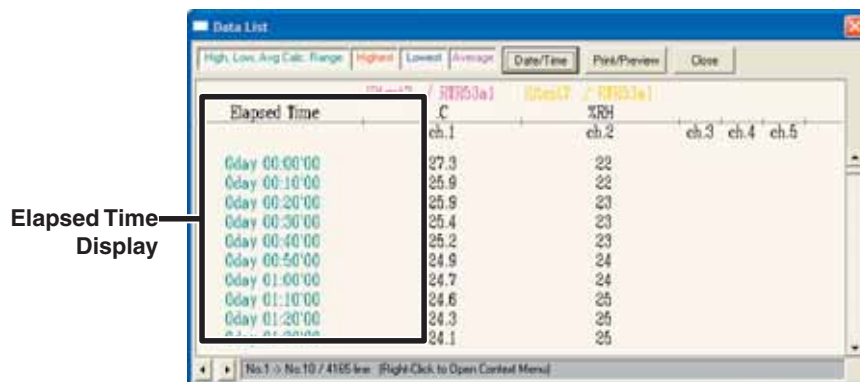 Data List
High, Low, Avg Calc. Range Highest Lowest Average Date/Time Print/Preview Close
/ RTR53a1 / RTR53a1
Elapsed Time C %RH
ch.1 ch.2 ch.3 ch.4 ch.5
0day 00:00'00 27.3 22
0day 00:10'00 25.9 22
0day 00:20'00 25.9 23
0day 00:30'00 25.4 23
0day 00:40'00 25.2 23
0day 00:50'00 24.9 24
0day 01:00'00 24.7 24
0day 01:10'00 24.6 25
0day 01:20'00 24.3 25
24.1 25
Elapsed Time
Display
No.1 -> No.10 / 4165 line (Right-Click to Open Context Menu)